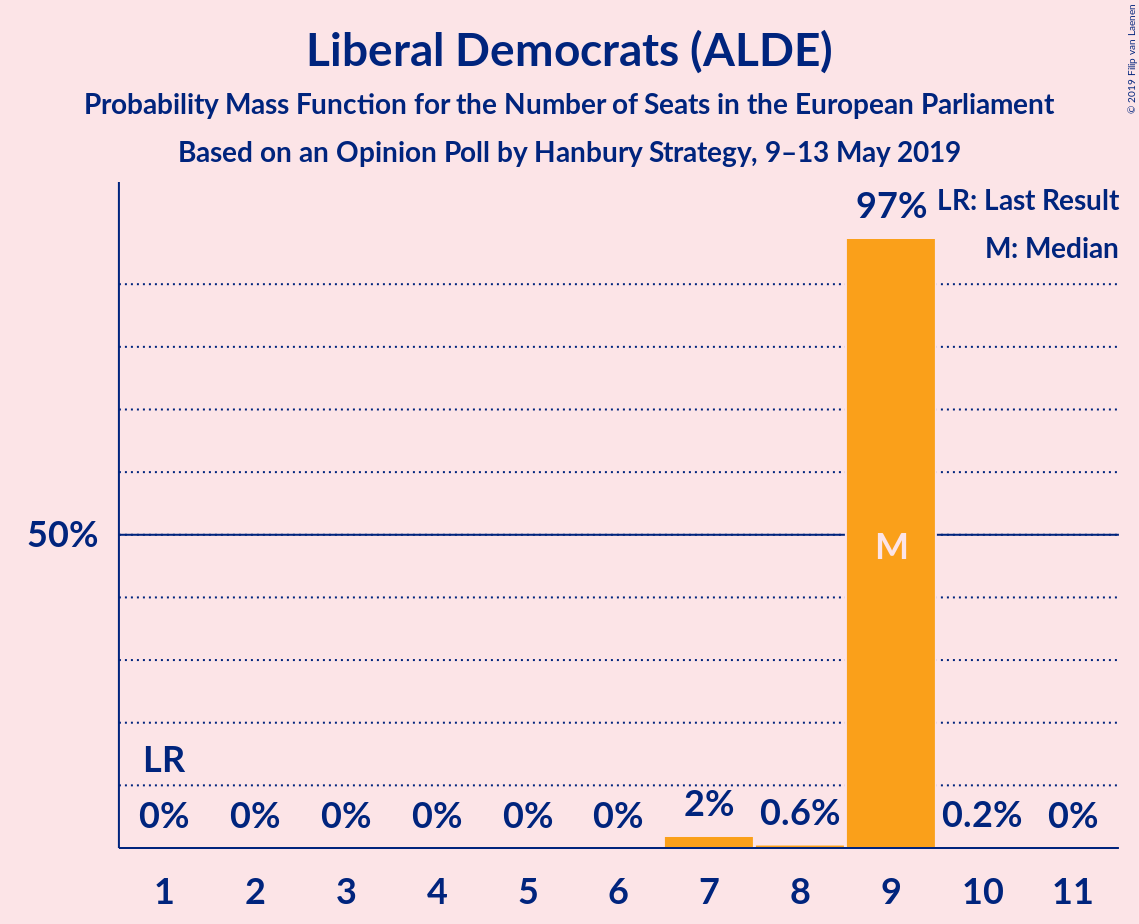 Liberal Democrats (ALDE)
Probability Mass Function for the Number of Seats in the European Parliament
Based on an Opinion Poll by Hanbury Strategy, 9–13 May 2019
© 2019 Filip van Laenen
97%
LR: Last Result
M: Median
50%
M
LR
0% 0% 0% 0% 0% 0% 2% 0.6% 0.2% 0%
1 2 3 4 5 6 7 8 9 10 11